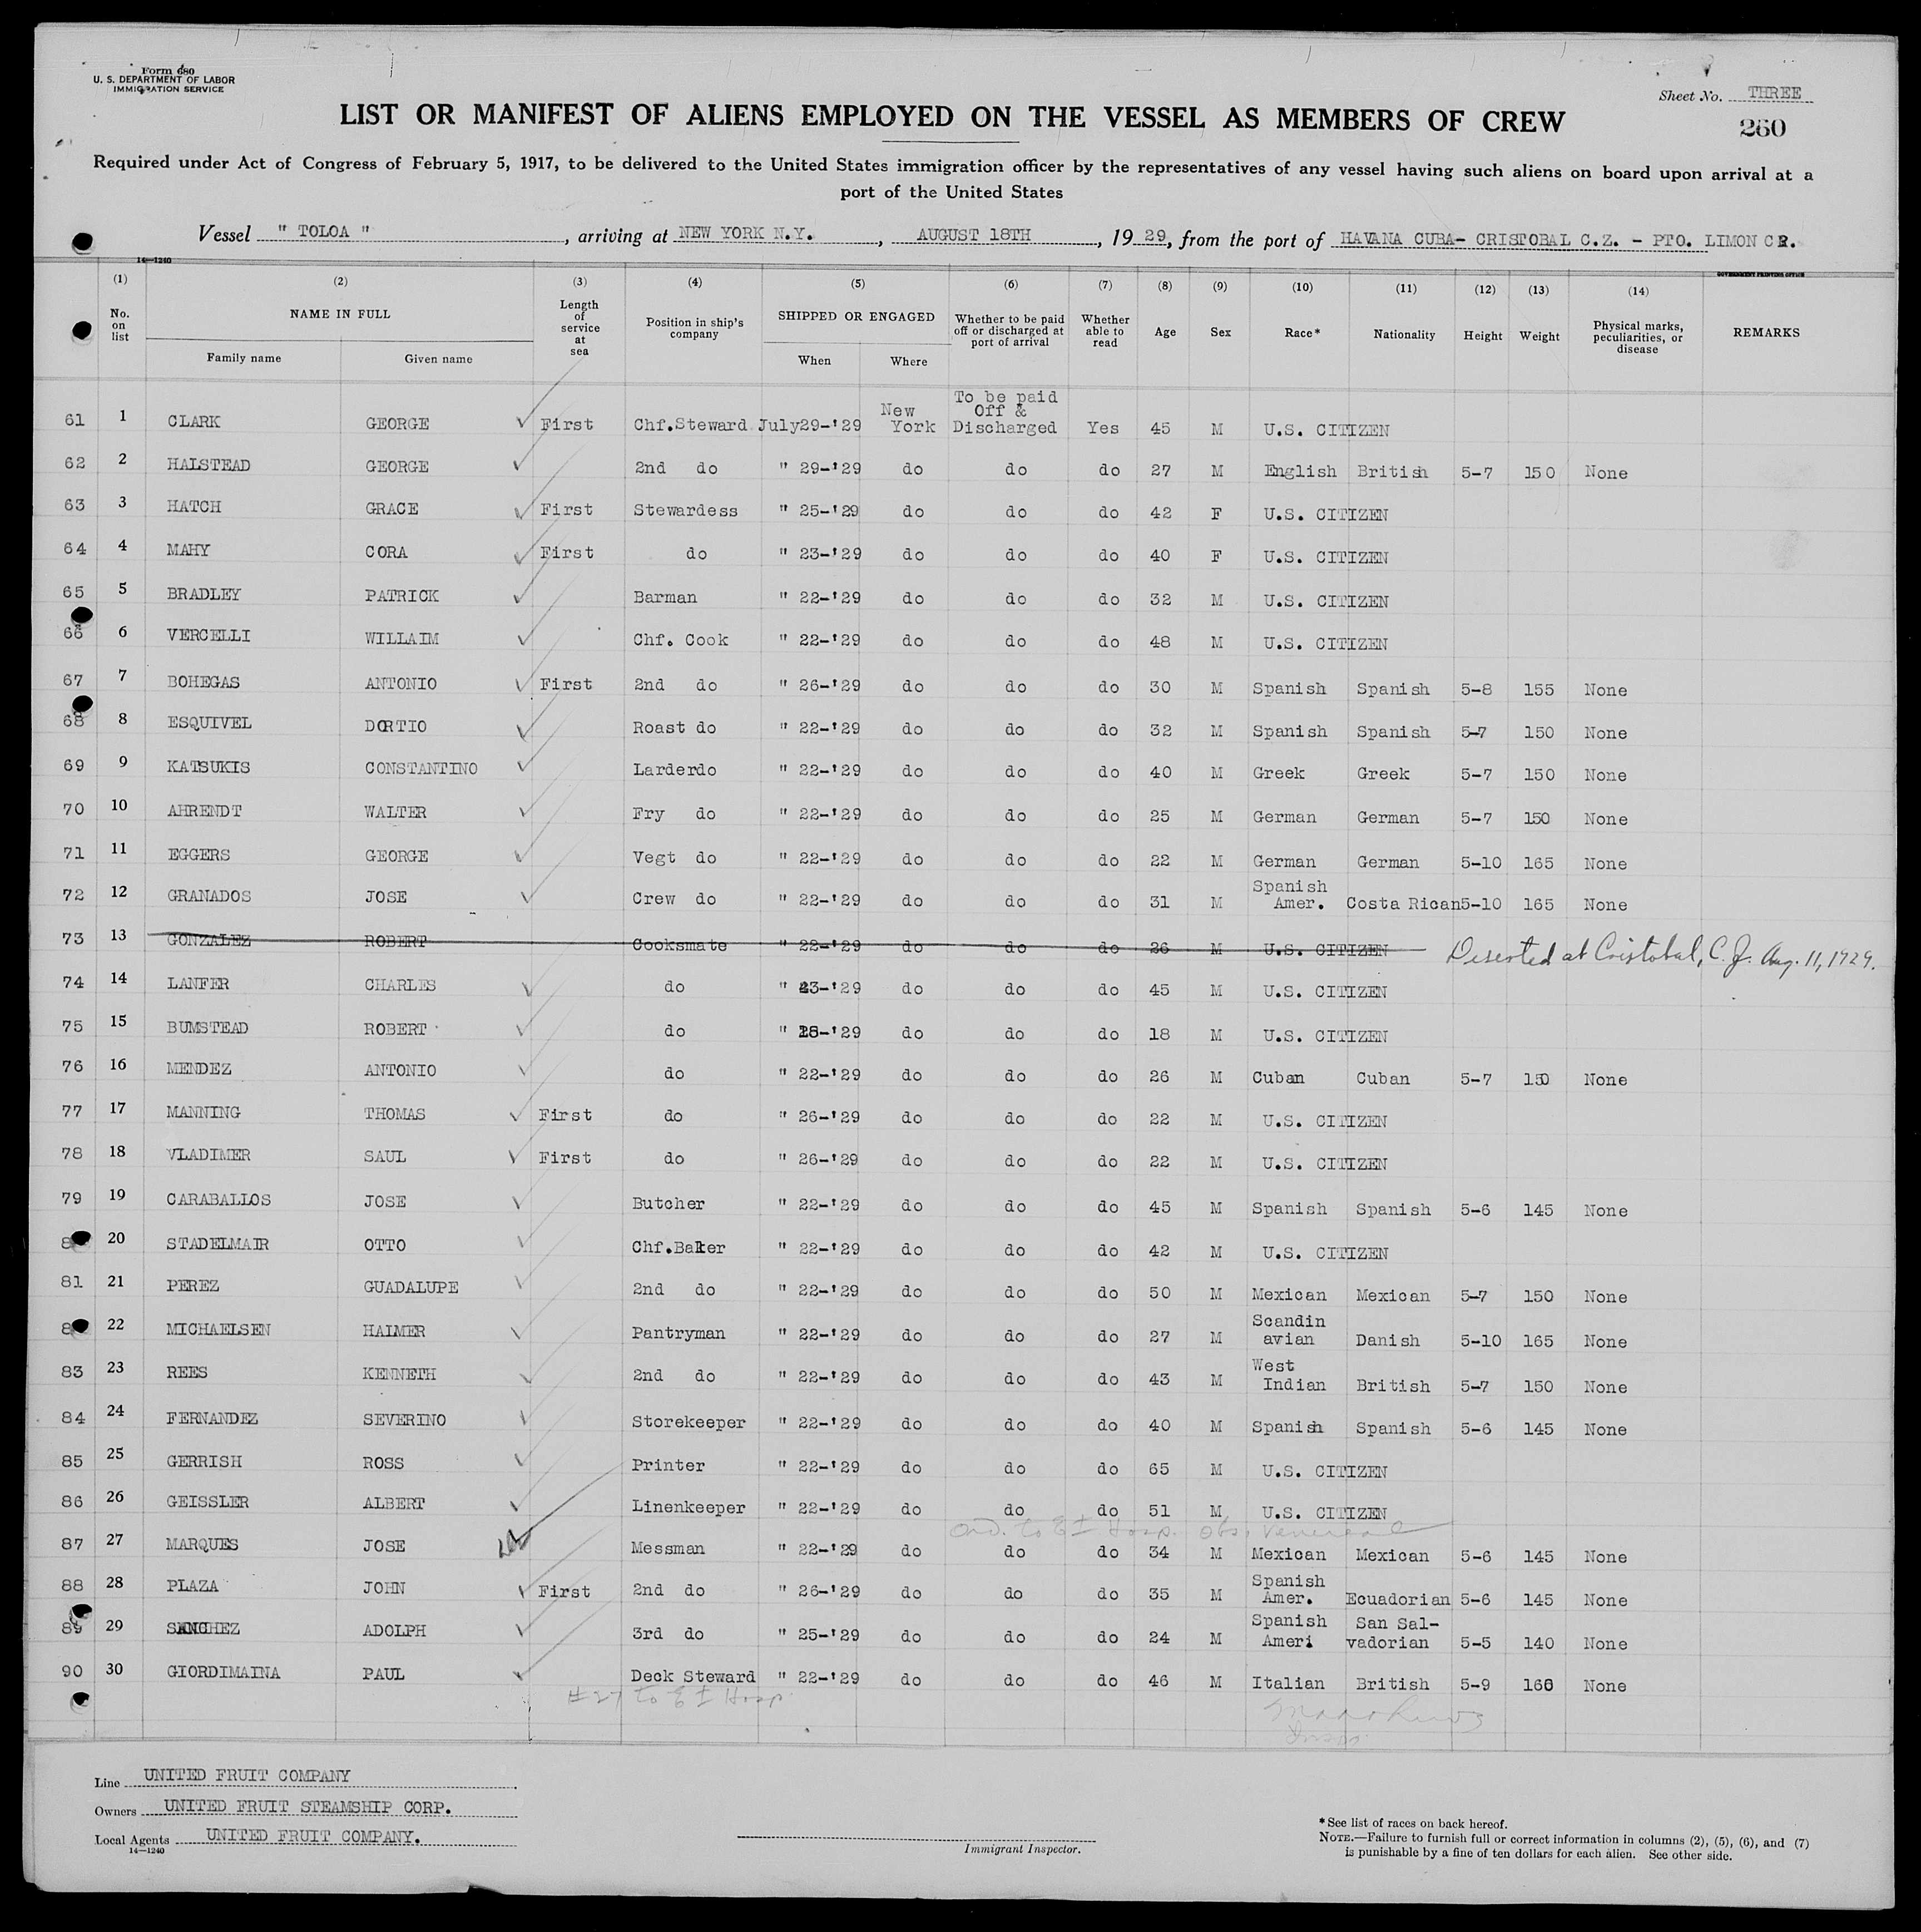 Form 680
U. S. DEPARTMENT OF LABOR
IMMIGRATION SERVICE
Sheet No. THREE
LIST OR MANIFEST OF ALIENS EMPLOYED ON THE VESSEL AS MEMBERS OF CREW
260
Required under Act of Congress of February 5, 1917, to be delivered to the United States immigration officer by the representatives of any vessel having such aliens on board upon arrival at a
port of the United States
Vessel " TOLOA ", arriving at NEW YORK N.Y., AUGUST 18TH, 19 29, from the port of HAVANA CUBA- CRISTOBAL C.Z. - PTO. LIMON CR.
14—1240 GOVERNMENT PRINTING OFFICE
(1) (2) (3) (4) (5) (6) (7) (8) (9) (10) (11) (12) (13) (14)
No. on list NAME IN FULL Family name Given name Length of service at sea Position in ship's company SHIPPED OR ENGAGED When Where Whether to be paid off or discharged at port of arrival Whether able to read Age Sex Race* Nationality Height Weight Physical marks, peculiarities, or disease REMARKS
61 1 CLARK GEORGE First Chf.Steward July29-'29 New York To be paid Off & Discharged Yes 45 M U.S. CITIZEN
62 2 HALSTEAD GEORGE 2nd do " 29-'29 do do do 27 M English British 5-7 150 None
63 3 HATCH GRACE First Stewardess " 25-'29 do do do 42 F U.S. CITIZEN
64 4 MAHY CORA First do " 23-'29 do do do 40 F U.S. CITIZEN
65 5 BRADLEY PATRICK Barman " 22-'29 do do do 32 M U.S. CITIZEN
66 6 VERCELLI WILLAIM Chf. Cook " 22-'29 do do do 48 M U.S. CITIZEN
67 7 BOHEGAS ANTONIO First 2nd do " 26-'29 do do do 30 M Spanish Spanish 5-8 155 None
68 8 ESQUIVEL DORTIO Roast do " 22-'29 do do do 32 M Spanish Spanish 5-7 150 None
69 9 KATSUKIS CONSTANTINO Larderdo " 22-'29 do do do 40 M Greek Greek 5-7 150 None
70 10 AHRENDT WALTER Fry do " 22-'29 do do do 25 M German German 5-7 150 None
71 11 EGGERS GEORGE Vegt do " 22-'29 do do do 22 M German German 5-10 165 None
72 12 GRANADOS JOSE Crew do " 22-'29 do do do 31 M Spanish Amer. Costa Rican 5-10 165 None
73 13 GONZALEZ ROBERT Cooksmate " 22-'29 do do do 26 M U.S. CITIZEN Deserted at Cristobal, C.Z. Aug. 11, 1929.
74 14 LANFER CHARLES do " 23-'29 do do do 45 M U.S. CITIZEN
75 15 BUMSTEAD ROBERT do " '29 do do do 18 M U.S. CITIZEN
76 16 MENDEZ ANTONIO do " 22-'29 do do do 26 M Cuban Cuban 5-7 150 None
77 17 MANNING THOMAS First do " 26-'29 do do do 22 M U.S. CITIZEN
78 18 VLADIMER SAUL First do " 26-'29 do do do 22 M U.S. CITIZEN
79 19 CARABALLOS JOSE Butcher " 22-'29 do do do 45 M Spanish Spanish 5-6 145 None
8 20 STADELMAIR OTTO Chf.Baker " 22-'29 do do do 42 M U.S. CITIZEN
81 21 PEREZ GUADALUPE 2nd do " 22-'29 do do do 50 M Mexican Mexican 5-7 150 None
8 22 MICHAELSEN HALMER Pantryman " 22-'29 do do do 27 M Scandin avian Danish 5-10 165 None
83 23 REES KENNETH 2nd do " 22-'29 do do do 43 M West Indian British 5-7 150 None
84 24 FERNANDEZ SEVERINO Storekeeper " 22-'29 do do do 40 M Spanish Spanish 5-6 145 None
85 25 GERRISH ROSS Printer " 22-'29 do do do 65 M U.S. CITIZEN
86 26 GEISSLER ALBERT Linenkeeper " 22-'29 do do do 51 M U.S. CITIZEN
Ord. to E I Hosp. Obs. Venereal
87 27 MARQUES JOSE Messman " 22-'29 do do do 34 M Mexican Mexican 5-6 145 None
88 28 PLAZA JOHN First 2nd do " 26-'29 do do do 35 M Spanish Amer. Ecuadorian 5-6 145 None
89 29 SANCHEZ ADOLPH 3rd do " 25-'29 do do do 24 M Spanish Ameri San Sal- vadorian 5-5 140 None
90 30 GIORDIMAINA PAUL Deck Steward " 22-'29 do do do 46 M Italian British 5-9 160 None
#27 to E I Hosp.
Line UNITED FRUIT COMPANY
Owners UNITED FRUIT STEAMSHIP CORP.
Local Agents UNITED FRUIT COMPANY.
14—1240
Immigrant Inspector.
*See list of races on back hereof.
NOTE.—Failure to furnish full or correct information in columns (2), (5), (6), and (7)
is punishable by a fine of ten dollars for each alien. See other side.